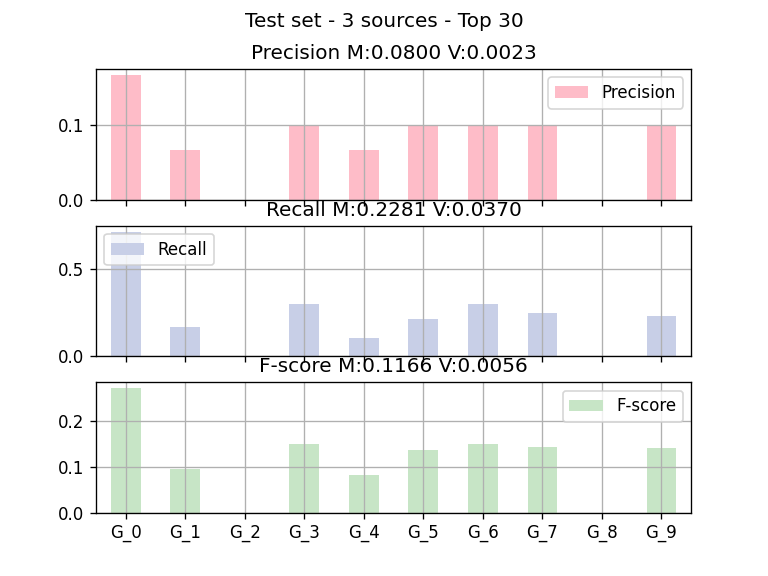 Test set - 3 sources - Top 30
Precision M:0.0800 V:0.0023
Precision
0.1
0.0
Recall M:0.2281 V:0.0370
Recall
0.5
0.0
F-score M:0.1166 V:0.0056
F-score
0.2
0.1
0.0
G_0 G_1 G_2 G_3 G_4 G_5 G_6 G_7 G_8 G_9